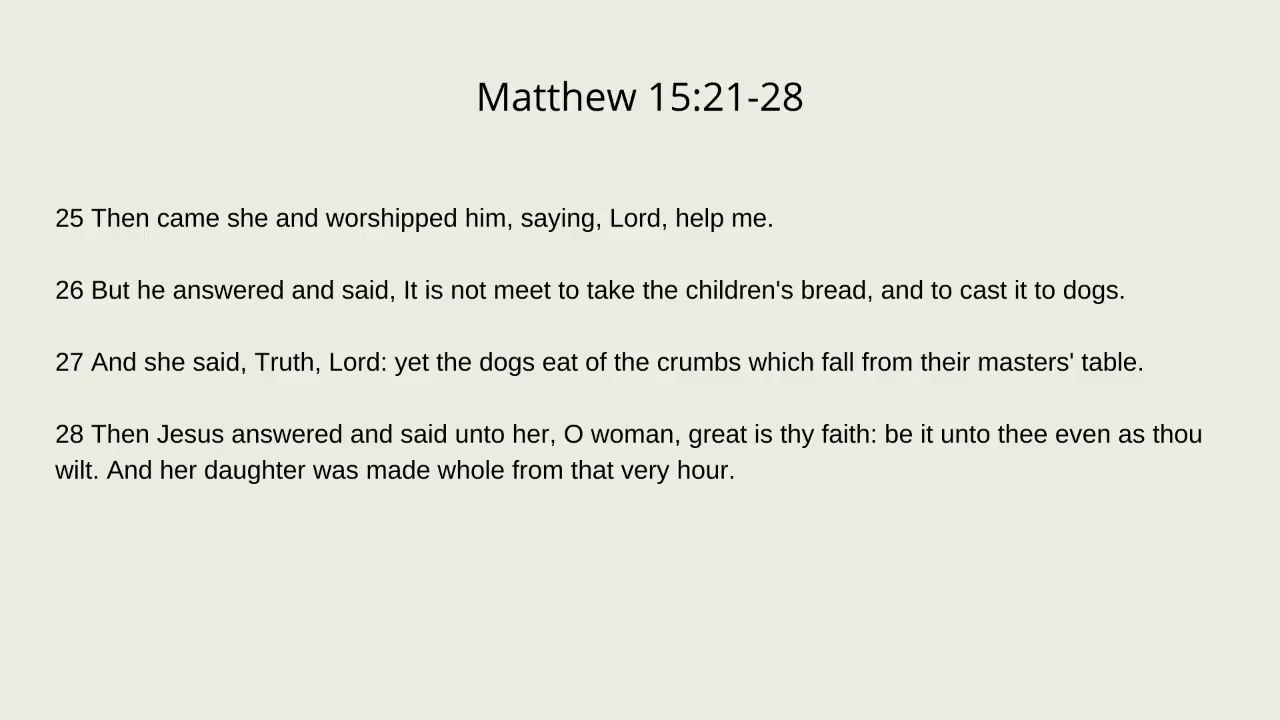 Matthew 15:21-28
25 Then came she and worshipped him, saying, Lord, help me.
26 But he answered and said, It is not meet to take the children's bread, and to cast it to dogs.
27 And she said, Truth, Lord: yet the dogs eat of the crumbs which fall from their masters' table.
28 Then Jesus answered and said unto her, O woman, great is thy faith: be it unto thee even as thou
wilt. And her daughter was made whole from that very hour.